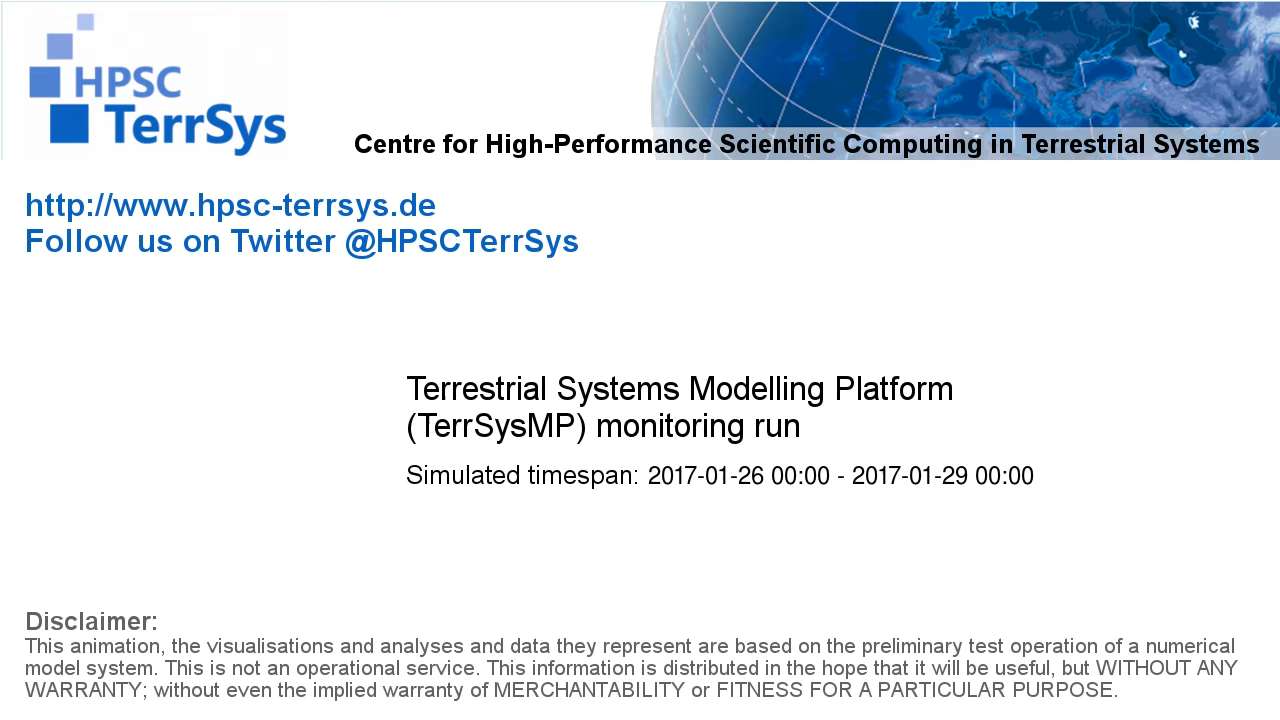 HPSC
TerrSys
Centre for High-Performance Scientific Computing in Terrestrial Systems
http://www.hpsc-terrsys.de
Follow us on Twitter @HPSCTerrSys
Terrestrial Systems Modelling Platform
(TerrSysMP) monitoring run
Simulated timespan: 2017-01-26 00:00 - 2017-01-29 00:00
Disclaimer:
This animation, the visualisations and analyses and data they represent are based on the preliminary test operation of a numerical
model system. This is not an operational service. This information is distributed in the hope that it will be useful, but WITHOUT ANY
WARRANTY; without even the implied warranty of MERCHANTABILITY or FITNESS FOR A PARTICULAR PURPOSE.